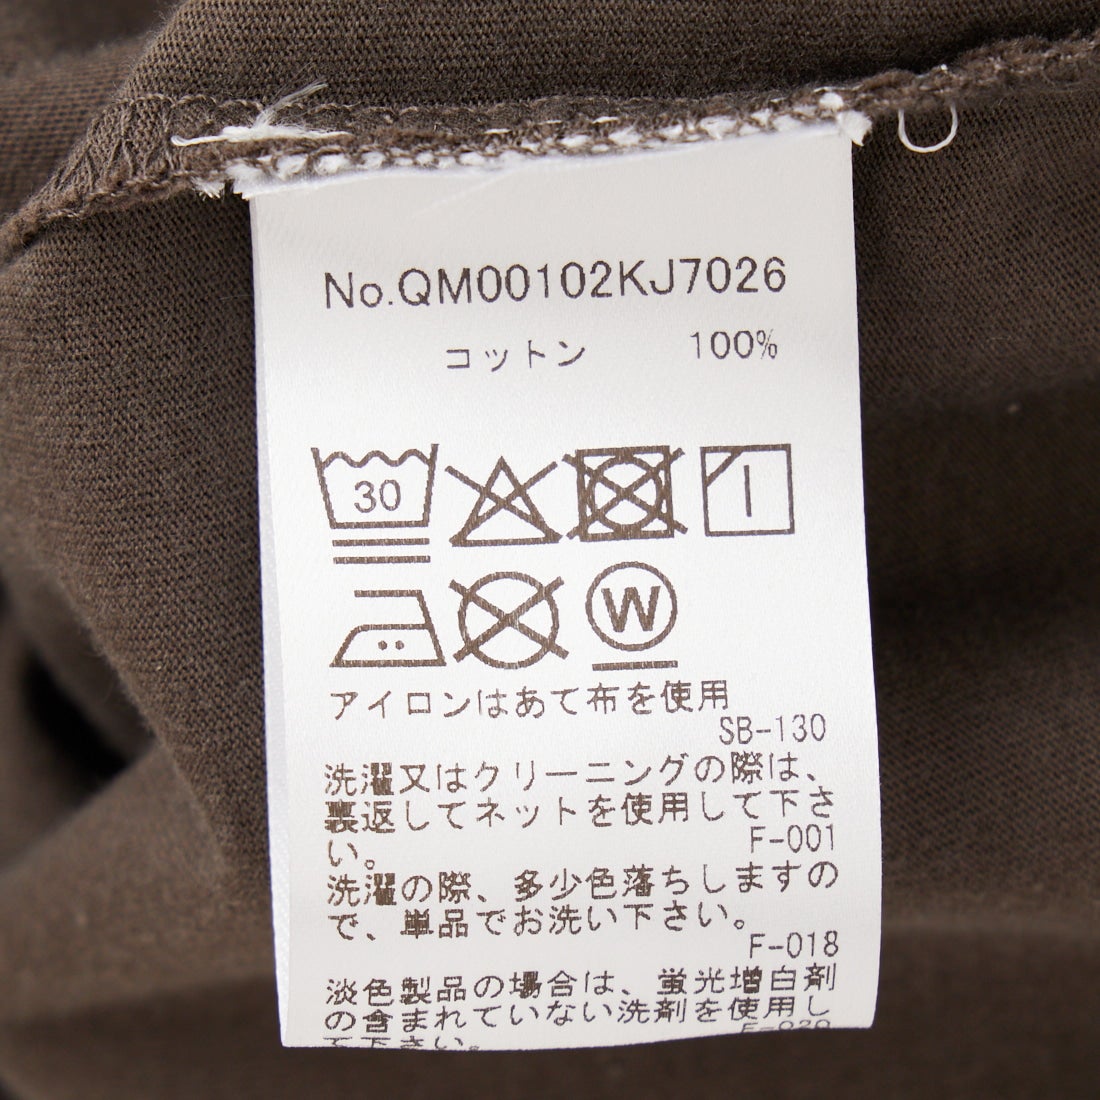 No.QM00102KJ7026
コットン 100%
30
W
アイロンはあて布を使用
SB-130
洗濯又はクリーニングの際は、
裏返してネットを使用して下さ
い。
F-001
洗濯の際、多少色落ちしますの
で、単品でお洗い下さい。
F-018
淡色製品の場合は、蛍光増白剤
の含まれていない洗剤を使用し
て下さい。